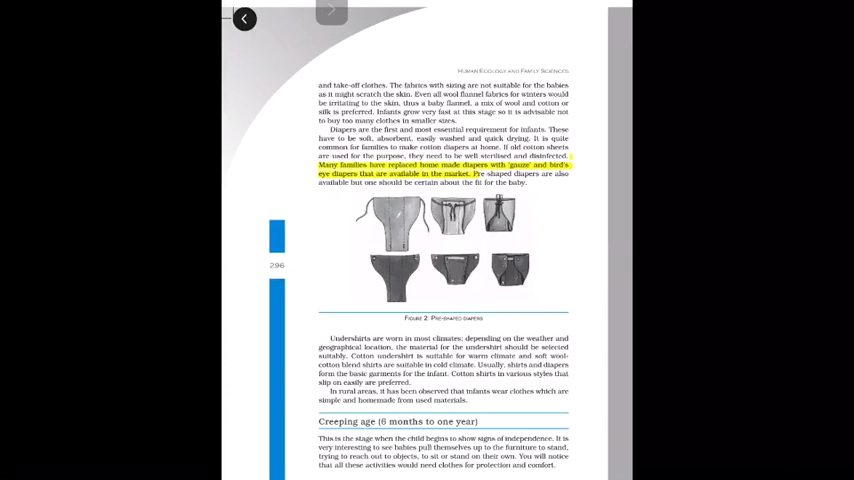 HUMAN ECOLOGY AND FAMILY SCIENCES
and take-off clothes. The fabrics with sizing are not suitable for the babies
as it might scratch the skin. Even all wool flannel fabrics for winters would
be irritating to the skin, thus a baby flannel, a mix of wool and cotton or
silk is preferred. Infants grow very fast at this stage so it is advisable not
to buy too many clothes in smaller sizes.
Diapers are the first and most essential requirement for infants. These
have to be soft, absorbent, easily washed and quick drying. It is quite
common for families to make cotton diapers at home. If old cotton sheets
are used for the purpose, they need to be well sterilised and disinfected.
Many families have replaced home made diapers with 'gauze' and bird's
eye diapers that are available in the market. Pre-shaped diapers are also
available but one should be certain about the fit for the baby.
296
FIGURE 2: PRE-SHAPED DIAPERS
Undershirts are worn in most climates; depending on the weather and
geographical location, the material for the undershirt should be selected
suitably. Cotton undershirt is suitable for warm climate and soft wool-
cotton blend shirts are suitable in cold climate. Usually, shirts and diapers
form the basic garments for the infant. Cotton shirts in various styles that
slip on easily are preferred.
In rural areas, it has been observed that infants wear clothes which are
simple and homemade from used materials.
Creeping age (6 months to one year)
This is the stage when the child begins to show signs of independence. It is
very interesting to see babies pull themselves up to the furniture to stand,
trying to reach out to objects, to sit or stand on their own. You will notice
that all these activities would need clothes for protection and comfort.